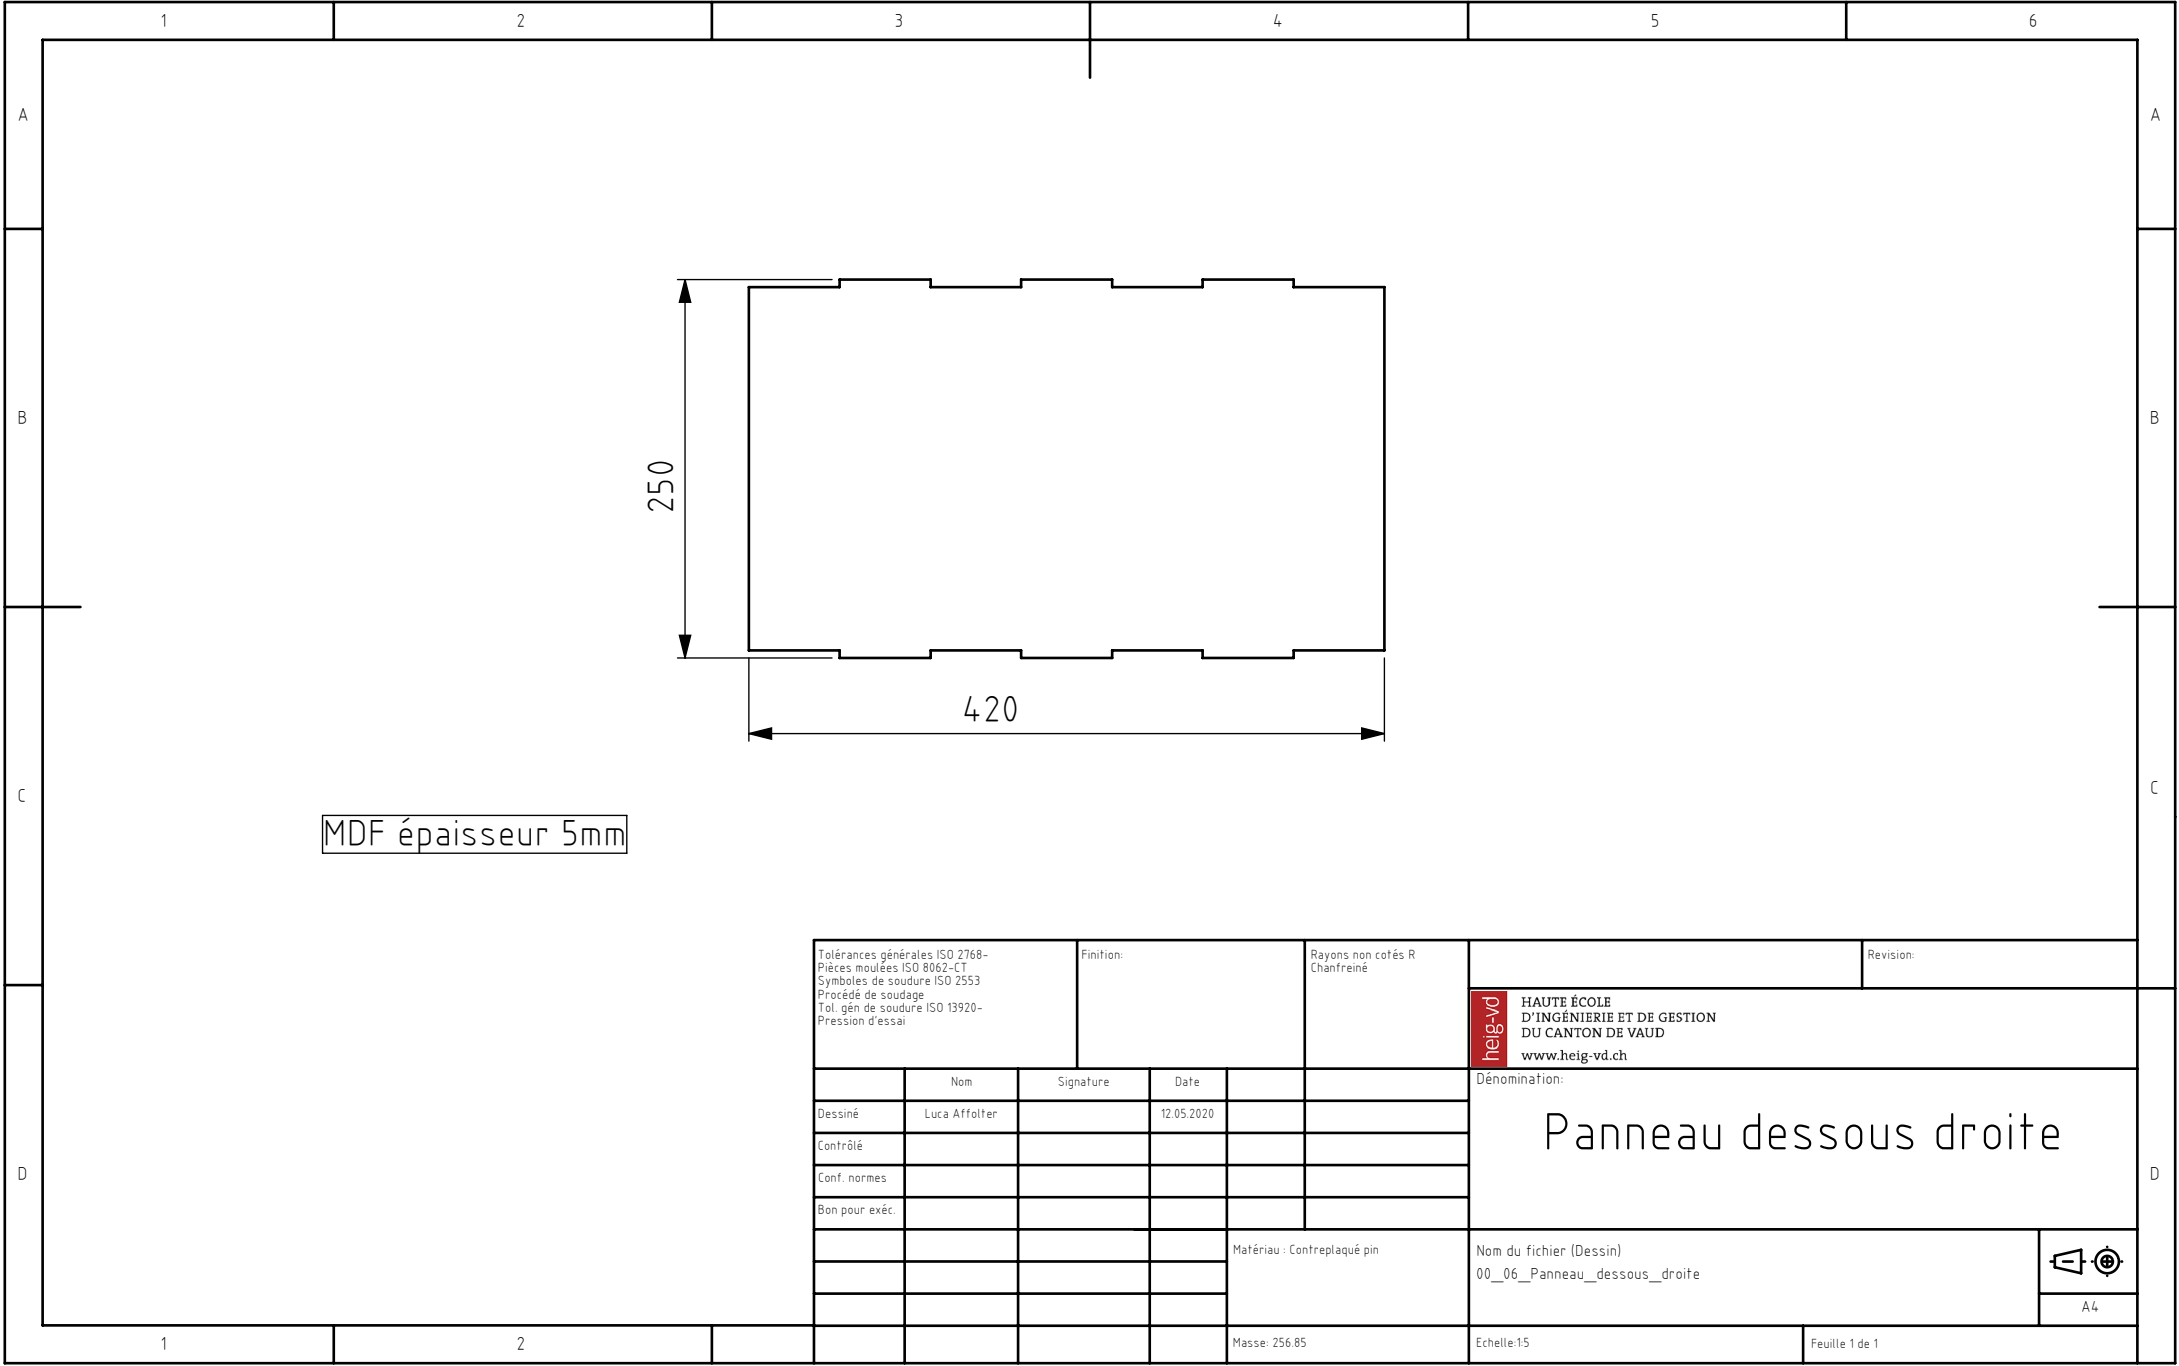 1 2 3 4 5 6
A A
250
B B
420
C C
MDF épaisseur 5mm
Tolérances générales ISO 2768-
Pièces moulées ISO 8062-CT
Symboles de soudure ISO 2553
Procédé de soudage
Tol. gén de soudure ISO 13920-
Pression d'essai
Finition:
Rayons non cotés R
Chanfreiné
Revision:
heig-vd
HAUTE ÉCOLE
D'INGÉNIERIE ET DE GESTION
DU CANTON DE VAUD
www.heig-vd.ch
Nom Signature Date
Dessiné Luca Affolter 12.05.2020
Contrôlé
Conf. normes
Bon pour exéc.
Dénomination:
Panneau dessous droite
D D
Matériau : Contreplaqué pin
Nom du fichier (Dessin)
00__06__Panneau__dessous__droite
A4
1 2
Masse: 256.85
Echelle:1:5
Feuille 1 de 1